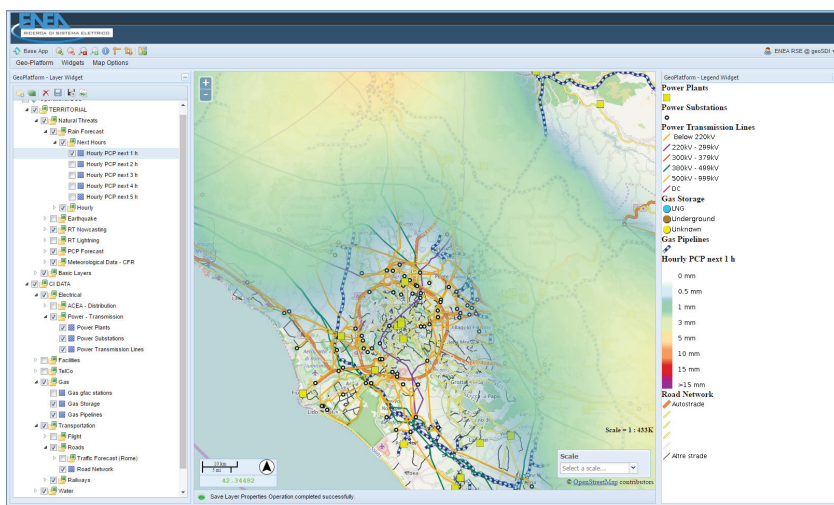 ENEA
RICERCA DI SISTEMA ELETTRICO
Base App
ENEA RSE @ geoSDI
Geo-Platform Widgets Map Options
GeoPlatform - Layer Widget
TERRITORIAL
Natural Threats
Rain Forecast
Next Hours
Hourly PCP next 1 h
Hourly PCP next 2 h
Hourly PCP next 3 h
Hourly PCP next 4 h
Hourly PCP next 5 h
Hourly
Earthquake
RT Nowcasting
RT Lightning
PCP Forecast
Meteorological Data - CFR
Basic Layers
CI DATA
Electrical
ACEA - Distribution
Power - Transmission
Power Plants
Power Substations
Power Transmission Lines
Facilities
TelCo
Gas
Gas gfac stations
Gas Storage
Gas Pipelines
Transportation
Flight
Roads
Traffic Forecast (Rome)
Road Network
Railways
Water
+
−
Scale = 1 : 433K
10 km
5 mi
42.34402
Scale
Select a scale...
© OpenStreetMap contributors
Save Layer Properties Operation completed successfully.
GeoPlatform - Legend Widget
Power Plants
Power Substations
Power Transmission Lines
Below 220kV
220kV - 299kV
300kV - 379kV
380kV - 499kV
500kV - 999kV
DC
Gas Storage
LNG
Underground
Unknown
Gas Pipelines
Hourly PCP next 1 h
0 mm
0.5 mm
1 mm
3 mm
5 mm
10 mm
15 mm
>15 mm
Road Network
Autostrade
Altre strade